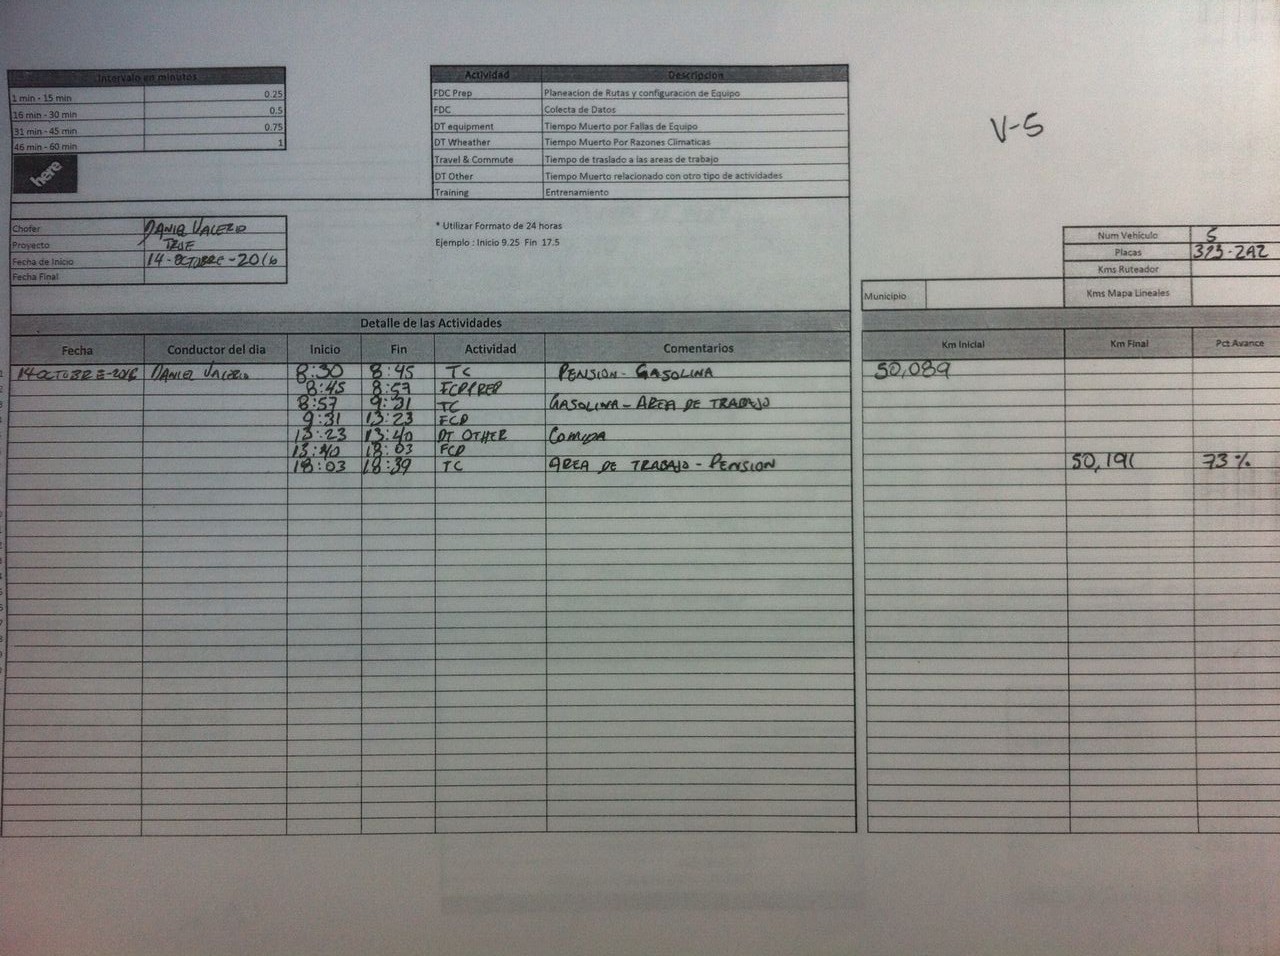 Intervalo en minutos
1 min - 15 min 0.25
16 min - 30 min 0.5
31 min - 45 min 0.75
46 min - 60 min 1
here
Actividad Descripcion
FDC Prep Planeacion de Rutas y configuracion de Equipo
FDC Colecta de Datos
DT equipment Tiempo Muerto por Fallas de Equipo
DT Wheather Tiempo Muerto Por Razones Climaticas
Travel & Commute Tiempo de traslado a las areas de trabajo
DT Other Tiempo Muerto relacionado con otro tipo de actividades
Training Entrenamiento
V-5
Chofer DANIEL VALERIO
Proyecto
Fecha de Inicio 14-OCTUBRE-2016
Fecha Final
* Utilizar Formato de 24 horas
Ejemplo : Inicio 9.25 Fin 17.5
Num Vehículo 5
Placas
Kms Ruteador
Municipio Kms Mapa Lineales
Detalle de las Actividades
Fecha Conductor del dia Inicio Fin Actividad Comentarios Km Inicial Km Final Pct Avance
14 OCTUBRE-2016 DANIEL VALERIO 8:30 8:45 TC PENSION - GASOLINA 50,089
8:45 8:57 FCP/PREP
8:57 9:31 TC GASOLINA - AREA DE TRABAJO
9:31 13:23 FCD
13:23 13:40 DT OTHER COMIDA
13:40 18:03 FCD
18:03 18:39 TC AREA DE TRABAJO - PENSION 50,191 73%